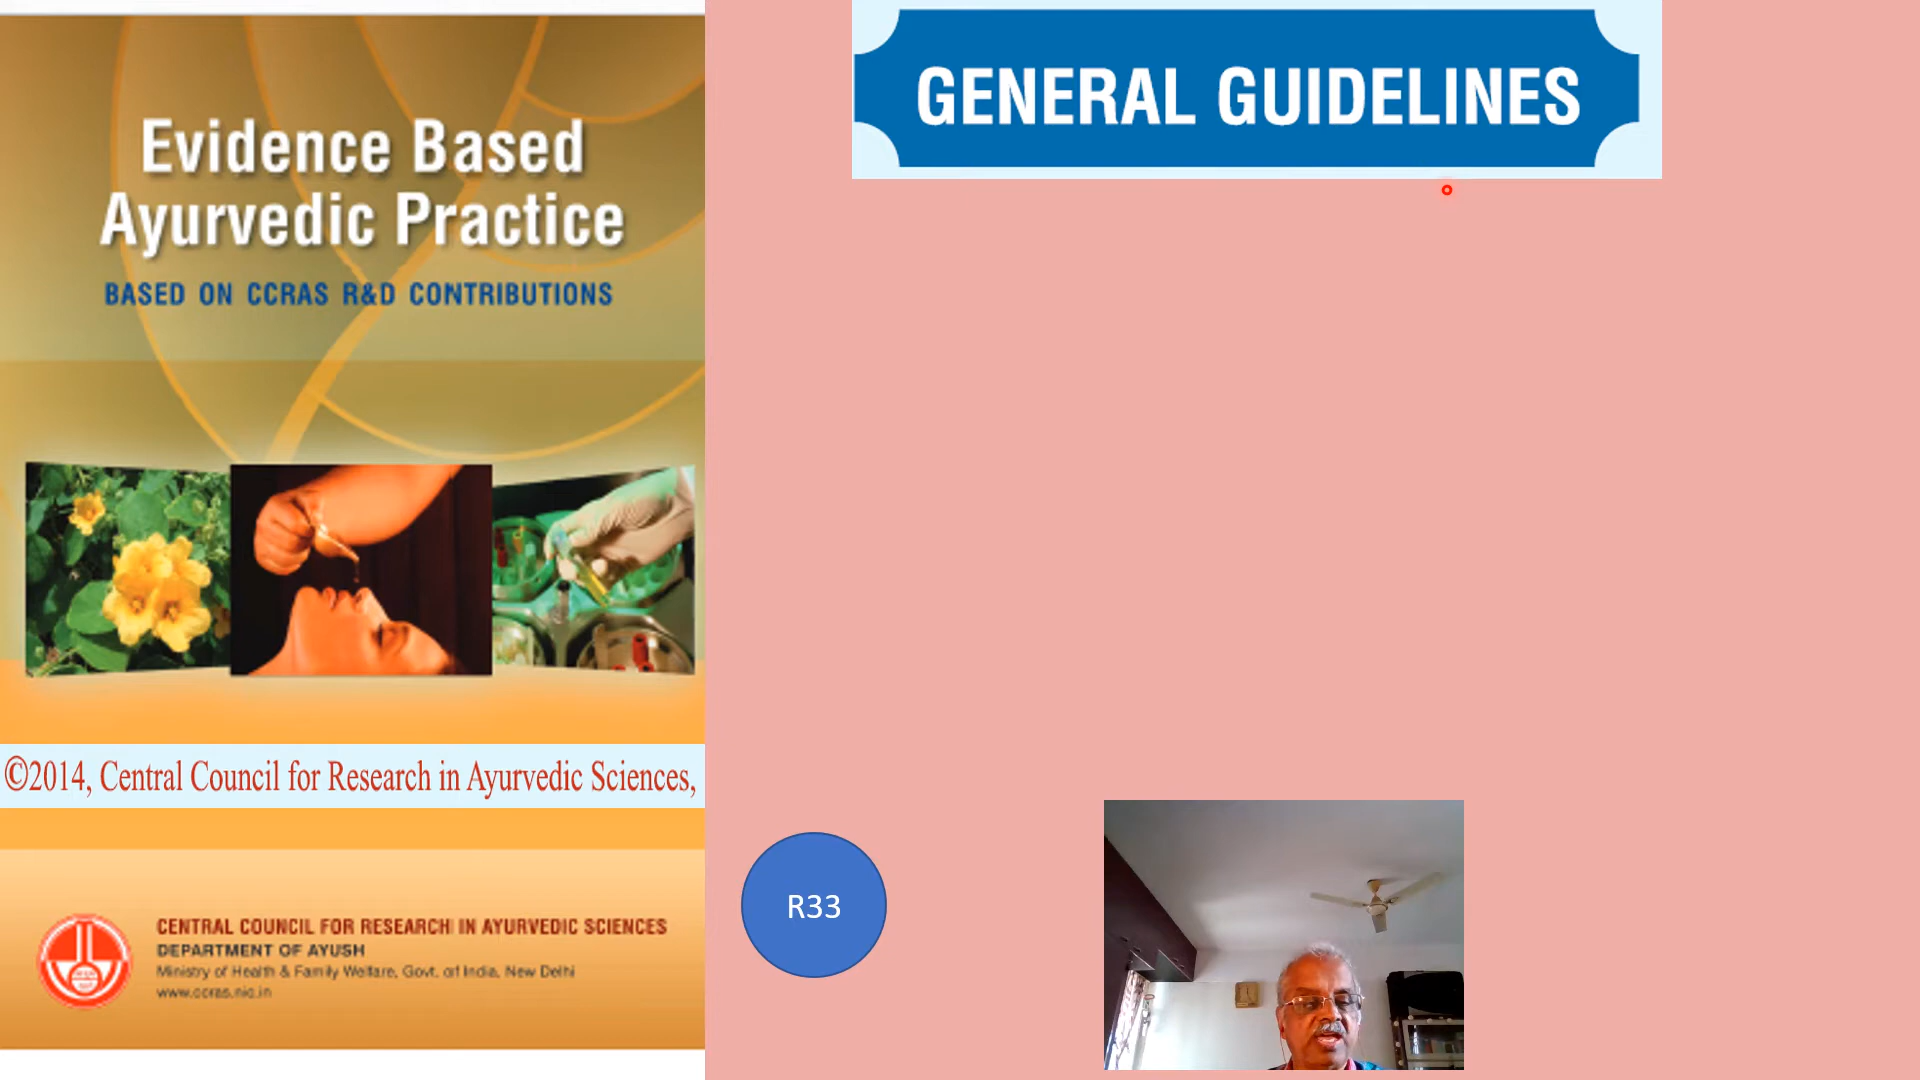 Evidence Based
Ayurvedic Practice
BASED ON CCRAS R&D CONTRIBUTIONS
©2014, Central Council for Research in Ayurvedic Sciences,
CENTRAL COUNCIL FOR RESEARCH IN AYURVEDIC SCIENCES
DEPARTMENT OF AYUSH
Ministry of Health & Family Welfare, Govt. of India, New Delhi
www.ccras.nic.in
GENERAL GUIDELINES
R33